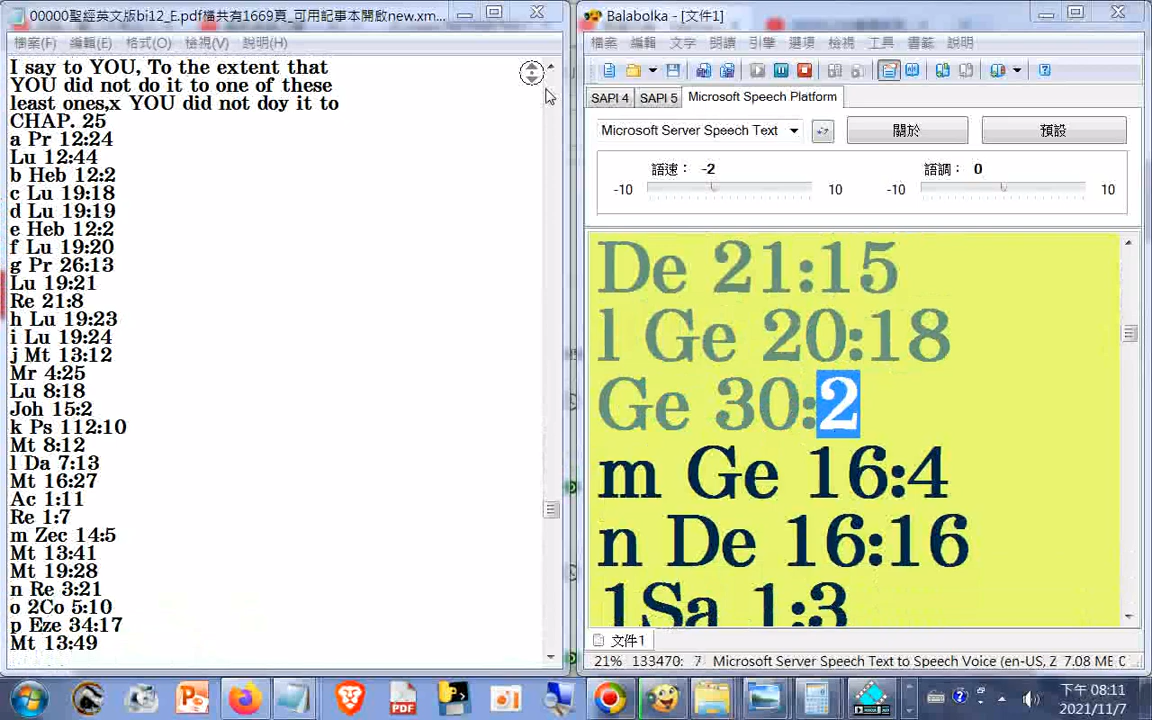 00000聖經英文版bi12_E.pdf檔共有1669頁_可用記事本開啟new.xm...
檔案(F) 編輯(E) 格式(O) 檢視(V) 說明(H)
I say to YOU, To the extent that
YOU did not do it to one of these
least ones,x YOU did not doy it to
CHAP. 25
a Pr 12:24
Lu 12:44
b Heb 12:2
c Lu 19:18
d Lu 19:19
e Heb 12:2
f Lu 19:20
g Pr 26:13
Lu 19:21
Re 21:8
h Lu 19:23
i Lu 19:24
j Mt 13:12
Mr 4:25
Lu 8:18
Joh 15:2
k Ps 112:10
Mt 8:12
l Da 7:13
Mt 16:27
Ac 1:11
Re 1:7
m Zec 14:5
Mt 13:41
Mt 19:28
n Re 3:21
o 2Co 5:10
p Eze 34:17
Mt 13:49
Balabolka - [文件1]
檔案 編輯 文字 朗讀 引擎 選項 檢視 工具 書籤 說明
SAPI 4 SAPI 5 Microsoft Speech Platform
Microsoft Server Speech Text 關於 預設
語速： -2 語調： 0
-10 10 -10 10
De 21:15
l Ge 20:18
Ge 30:2
m Ge 16:4
n De 16:16
1Sa 1:3
文件1
21% 133470: 7 Microsoft Server Speech Text to Speech Voice (en-US, Z 7.08 ME C
PDF
下午 08:11
2021/11/7